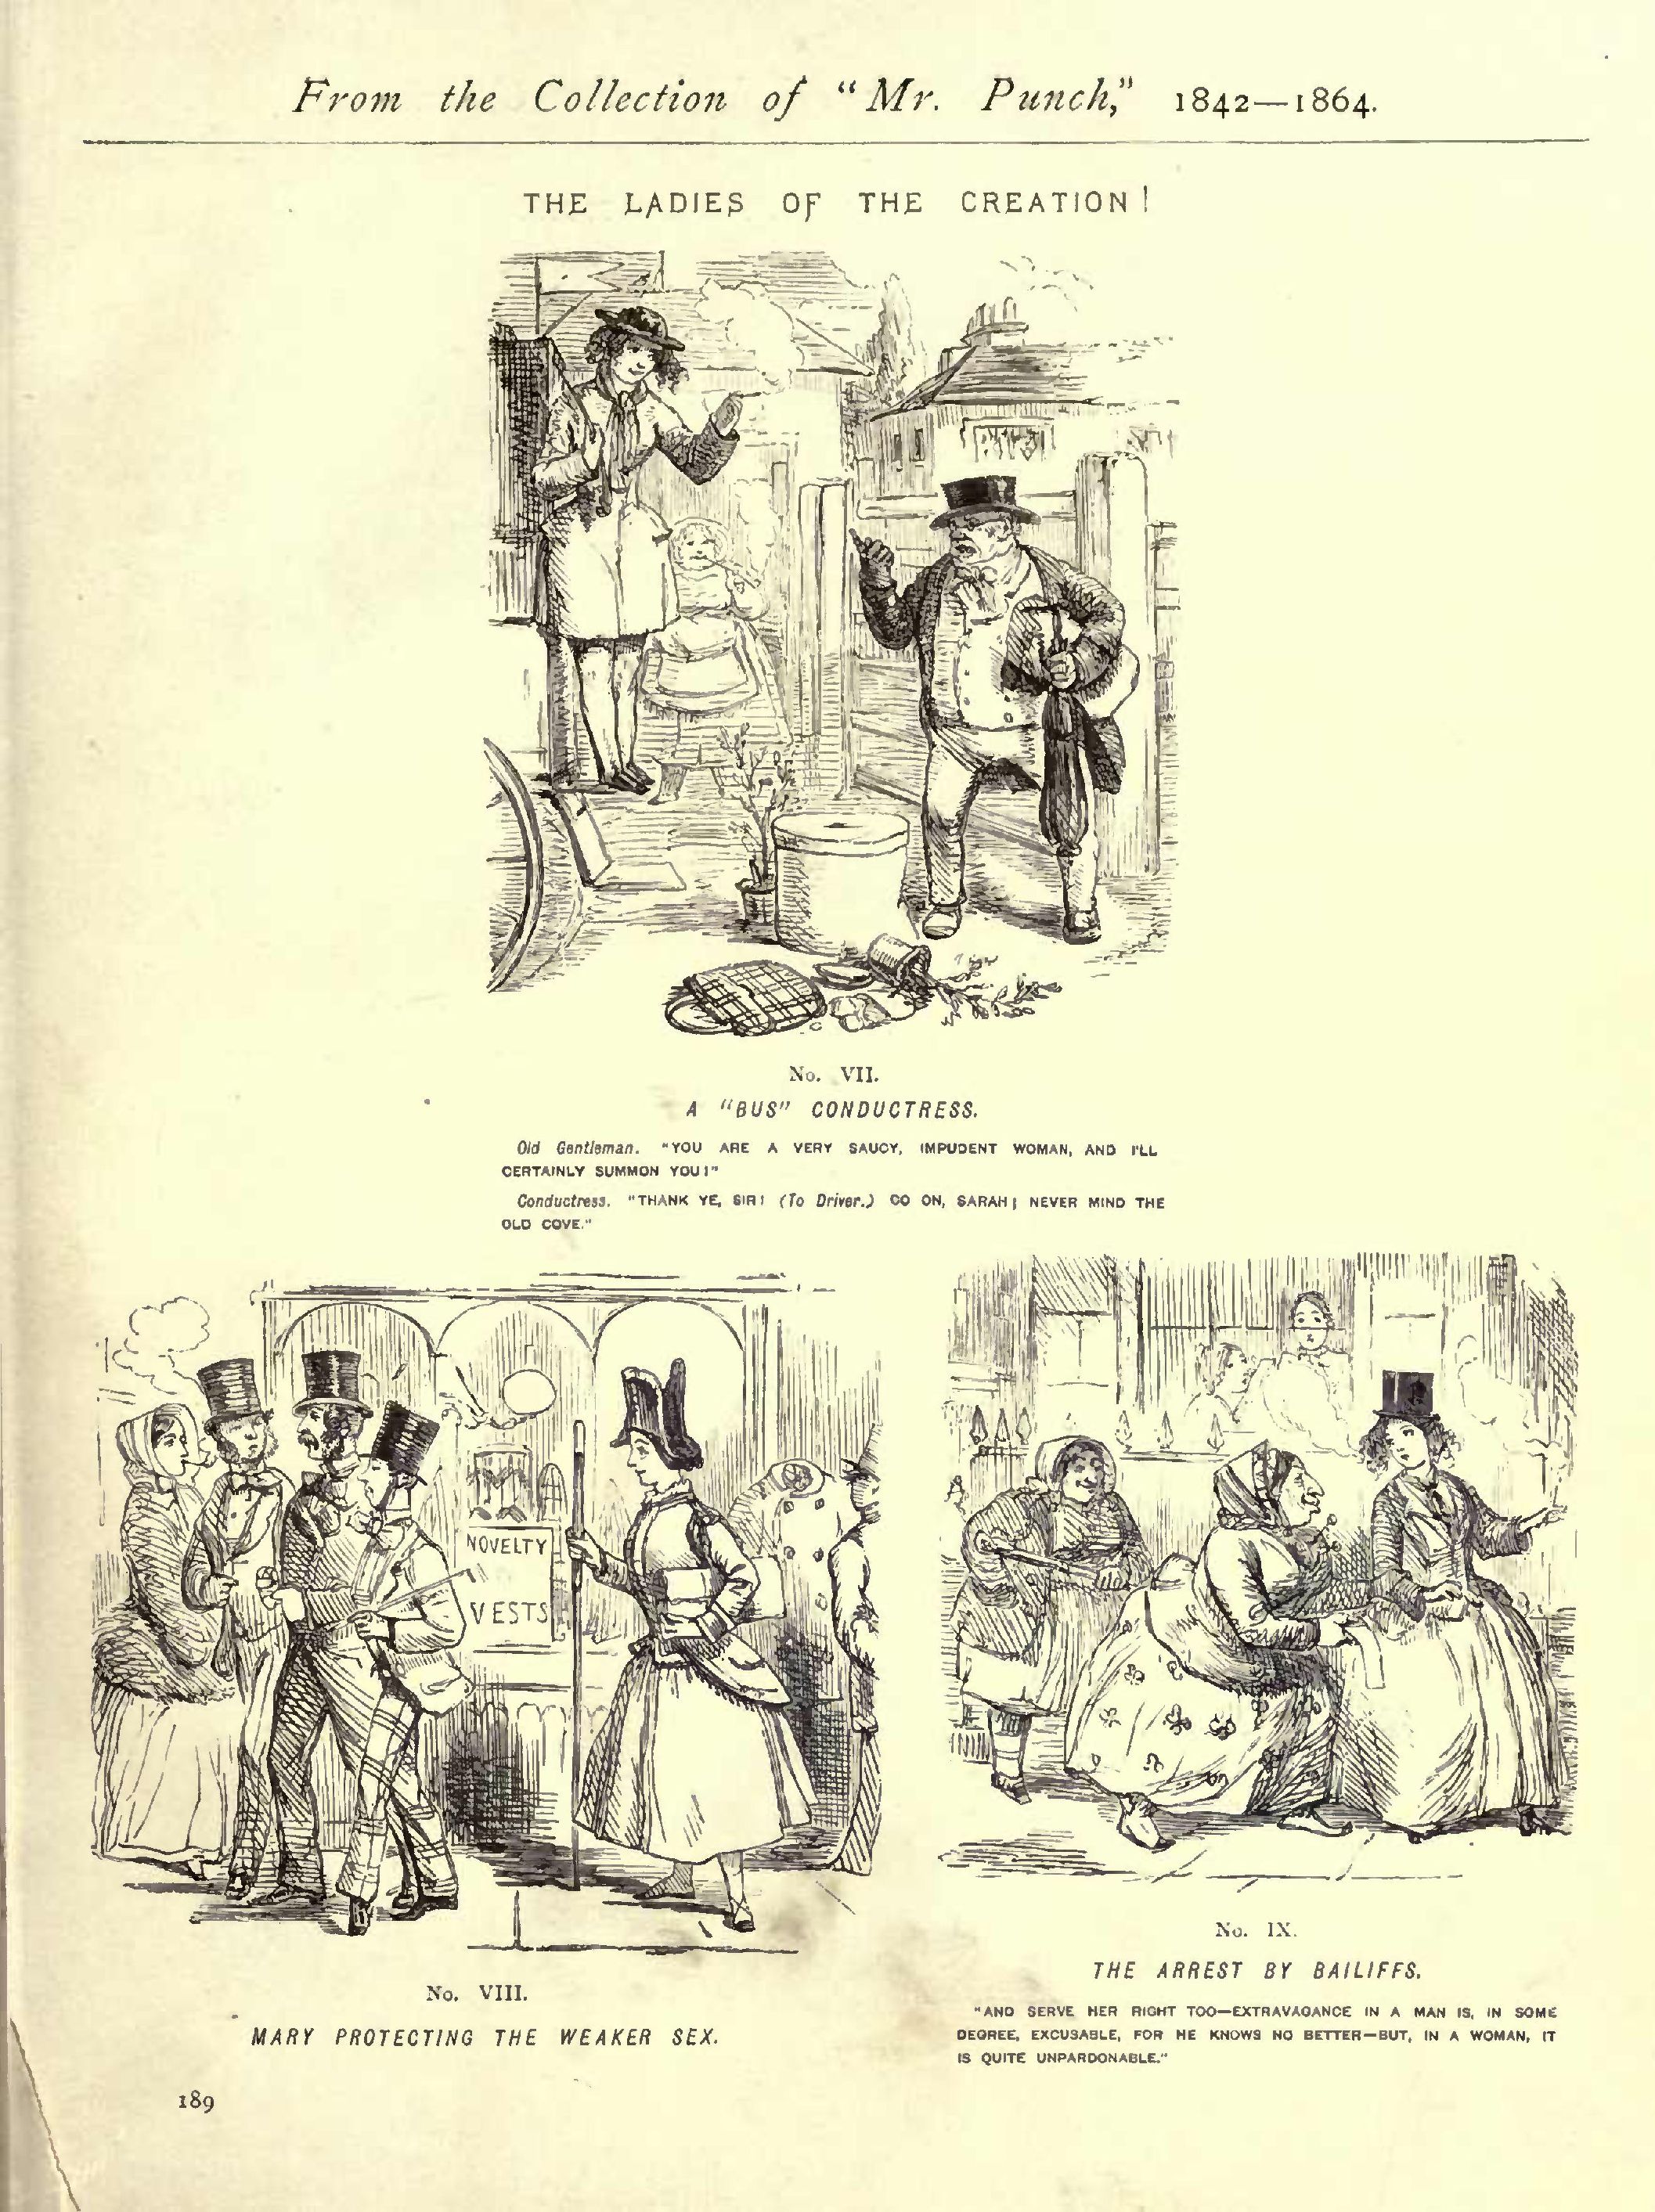 From the Collection of "Mr. Punch," 1842—1864.
THE LADIES OF THE CREATION!
No. VII.
A "BUS" CONDUCTRESS.
Old Gentleman. "YOU ARE A VERY SAUCY, IMPUDENT WOMAN, AND I'LL
CERTAINLY SUMMON YOU!"
Conductress. "THANK YE, SIR! (To Driver.) GO ON, SARAH; NEVER MIND THE
OLD COVE."
NOVELTY
VESTS
No. VIII.
MARY PROTECTING THE WEAKER SEX.
No. IX.
THE ARREST BY BAILIFFS.
"AND SERVE HER RIGHT TOO—EXTRAVAGANCE IN A MAN IS, IN SOME
DEGREE, EXCUSABLE, FOR HE KNOWS NO BETTER—BUT, IN A WOMAN, IT
IS QUITE UNPARDONABLE."
189